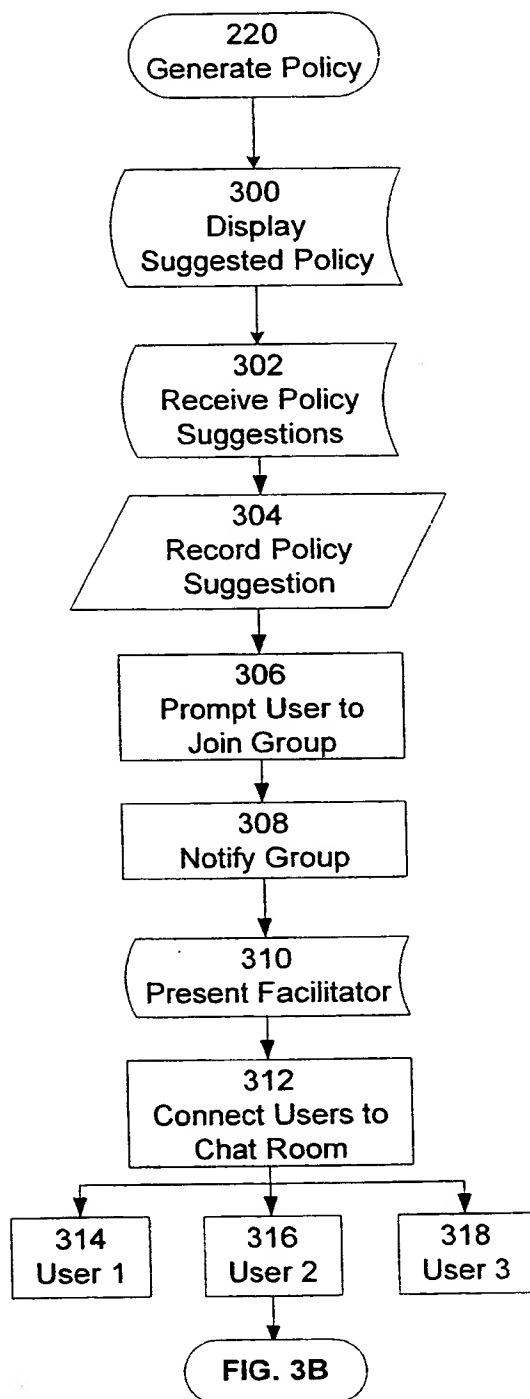 220
Generate Policy
300
Display
Suggested Policy
302
Receive Policy
Suggestions
304
Record Policy
Suggestion
306
Prompt User to
Join Group
308
Notify Group
310
Present Facilitator
312
Connect Users to
Chat Room
314
User 1
316
User 2
318
User 3
FIG. 3B